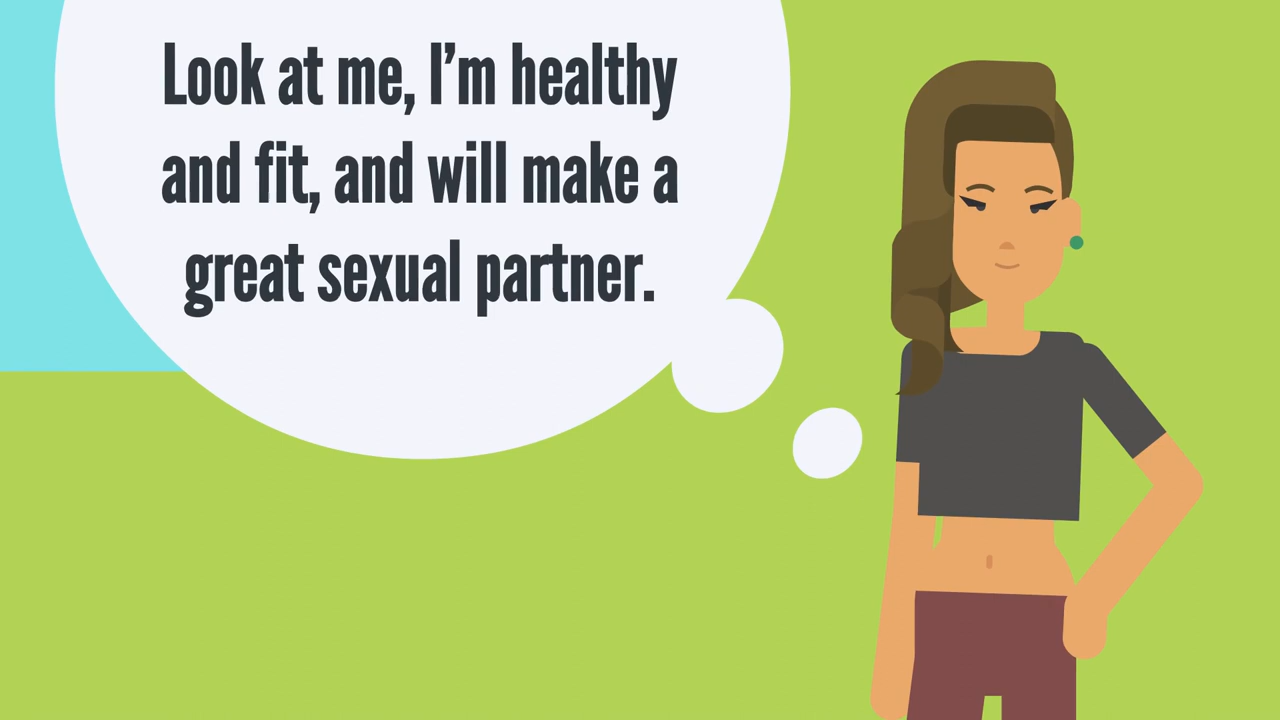 Look at me, I'm healthy
and fit, and will make a
great sexual partner.